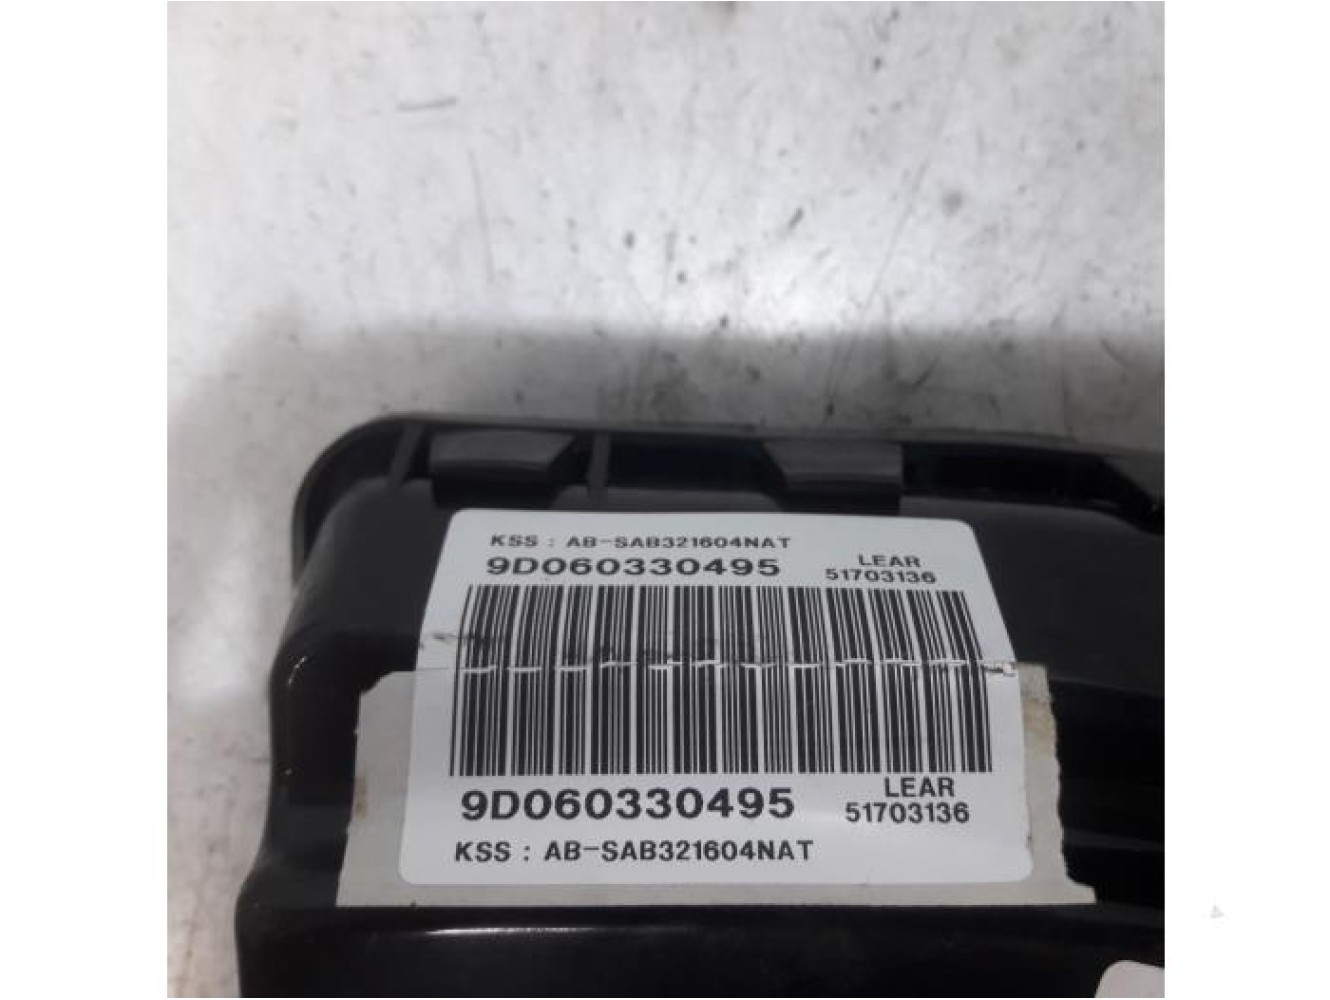 KSS : AB-SAB321604NAT
9D060330495
LEAR
51703136
9D060330495
LEAR
51703136
KSS : AB-SAB321604NAT